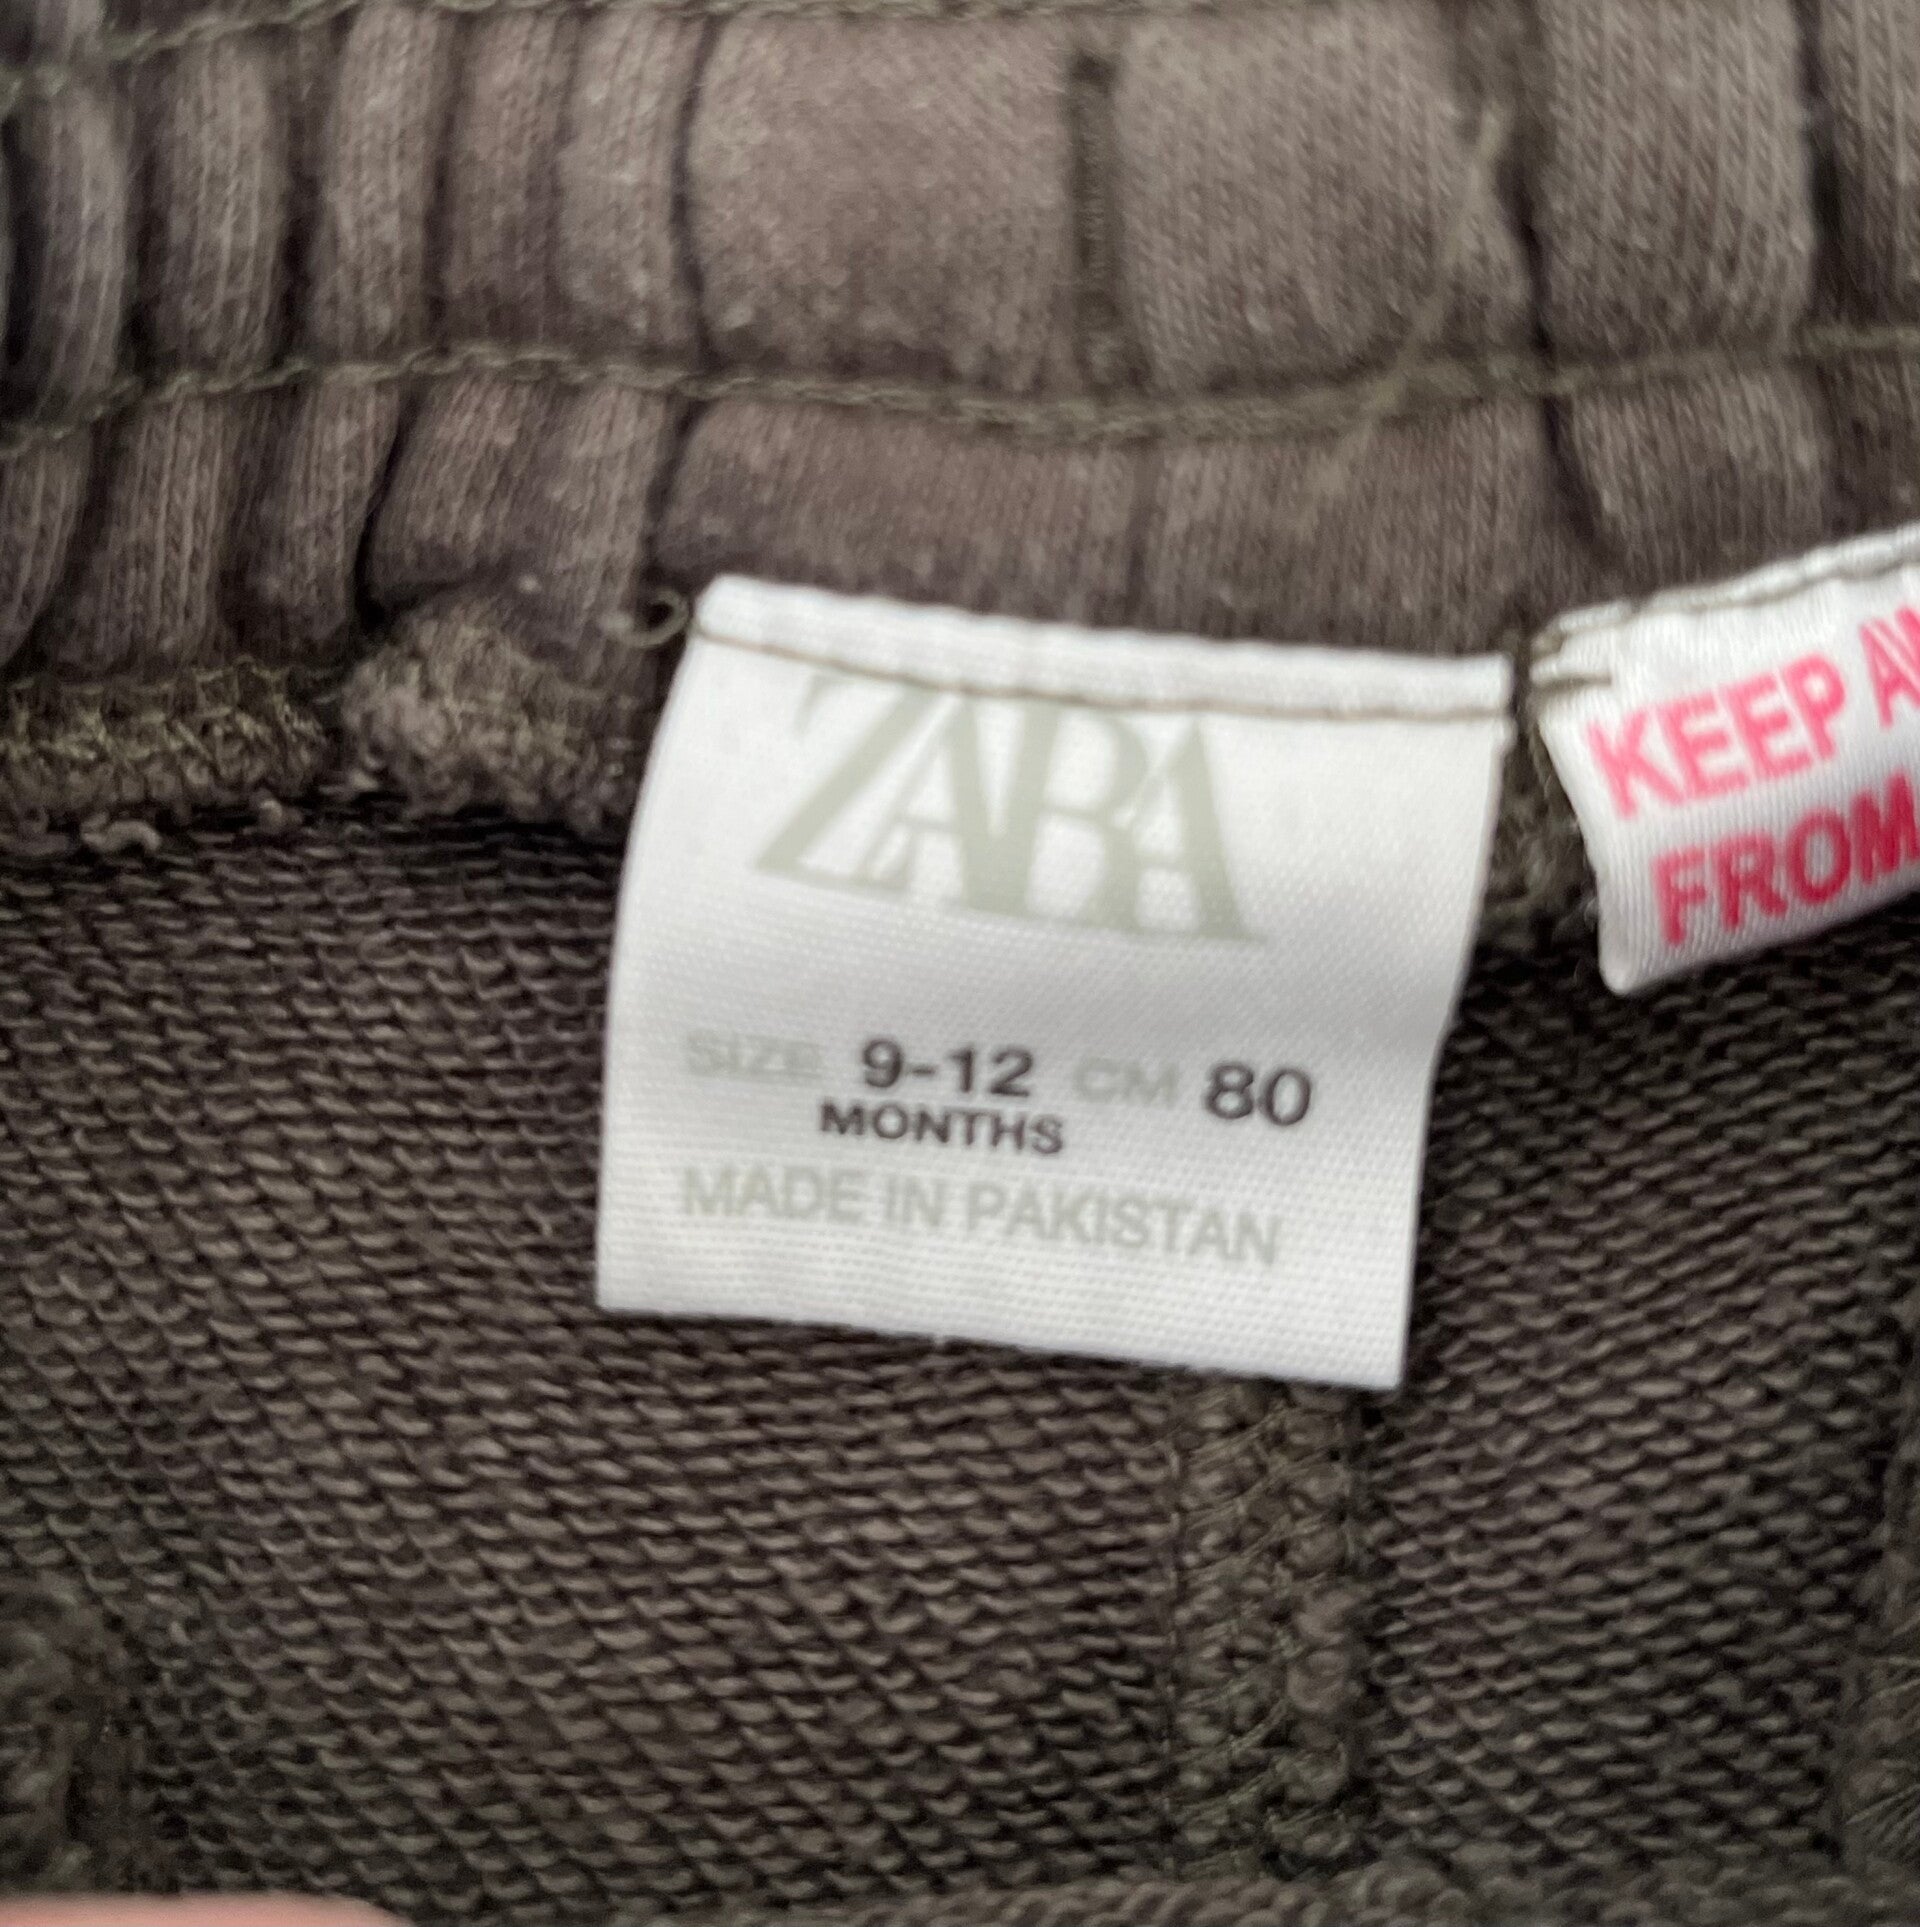 ZARA
SIZE 9-12 CM 80
MONTHS
MADE IN PAKISTAN
KEEP
FROM